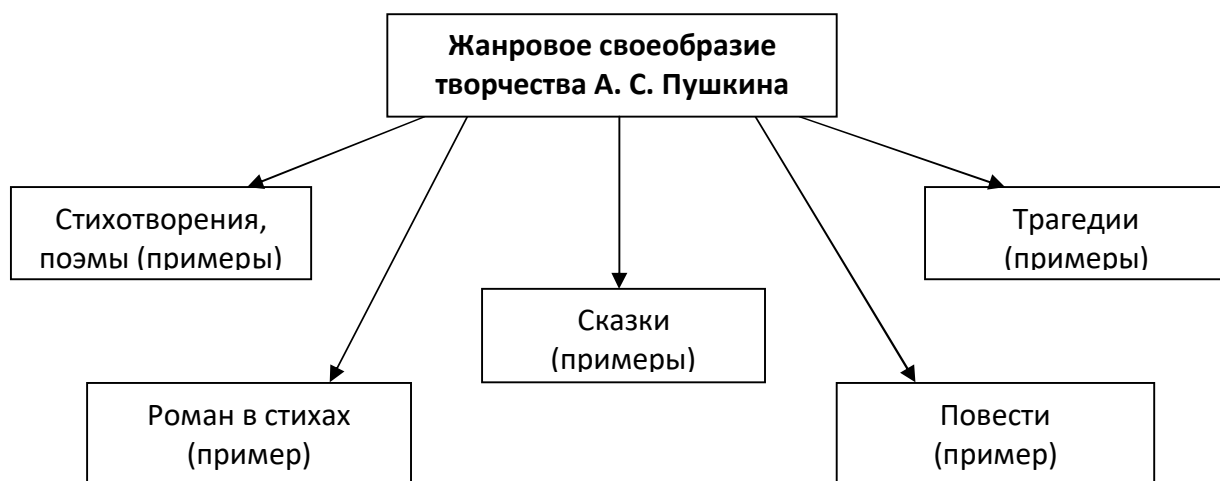 Жанровое своеобразие
творчества А. С. Пушкина
Стихотворения,
поэмы (примеры)
Трагедии
(примеры)
Сказки
(примеры)
Роман в стихах
(пример)
Повести
(пример)